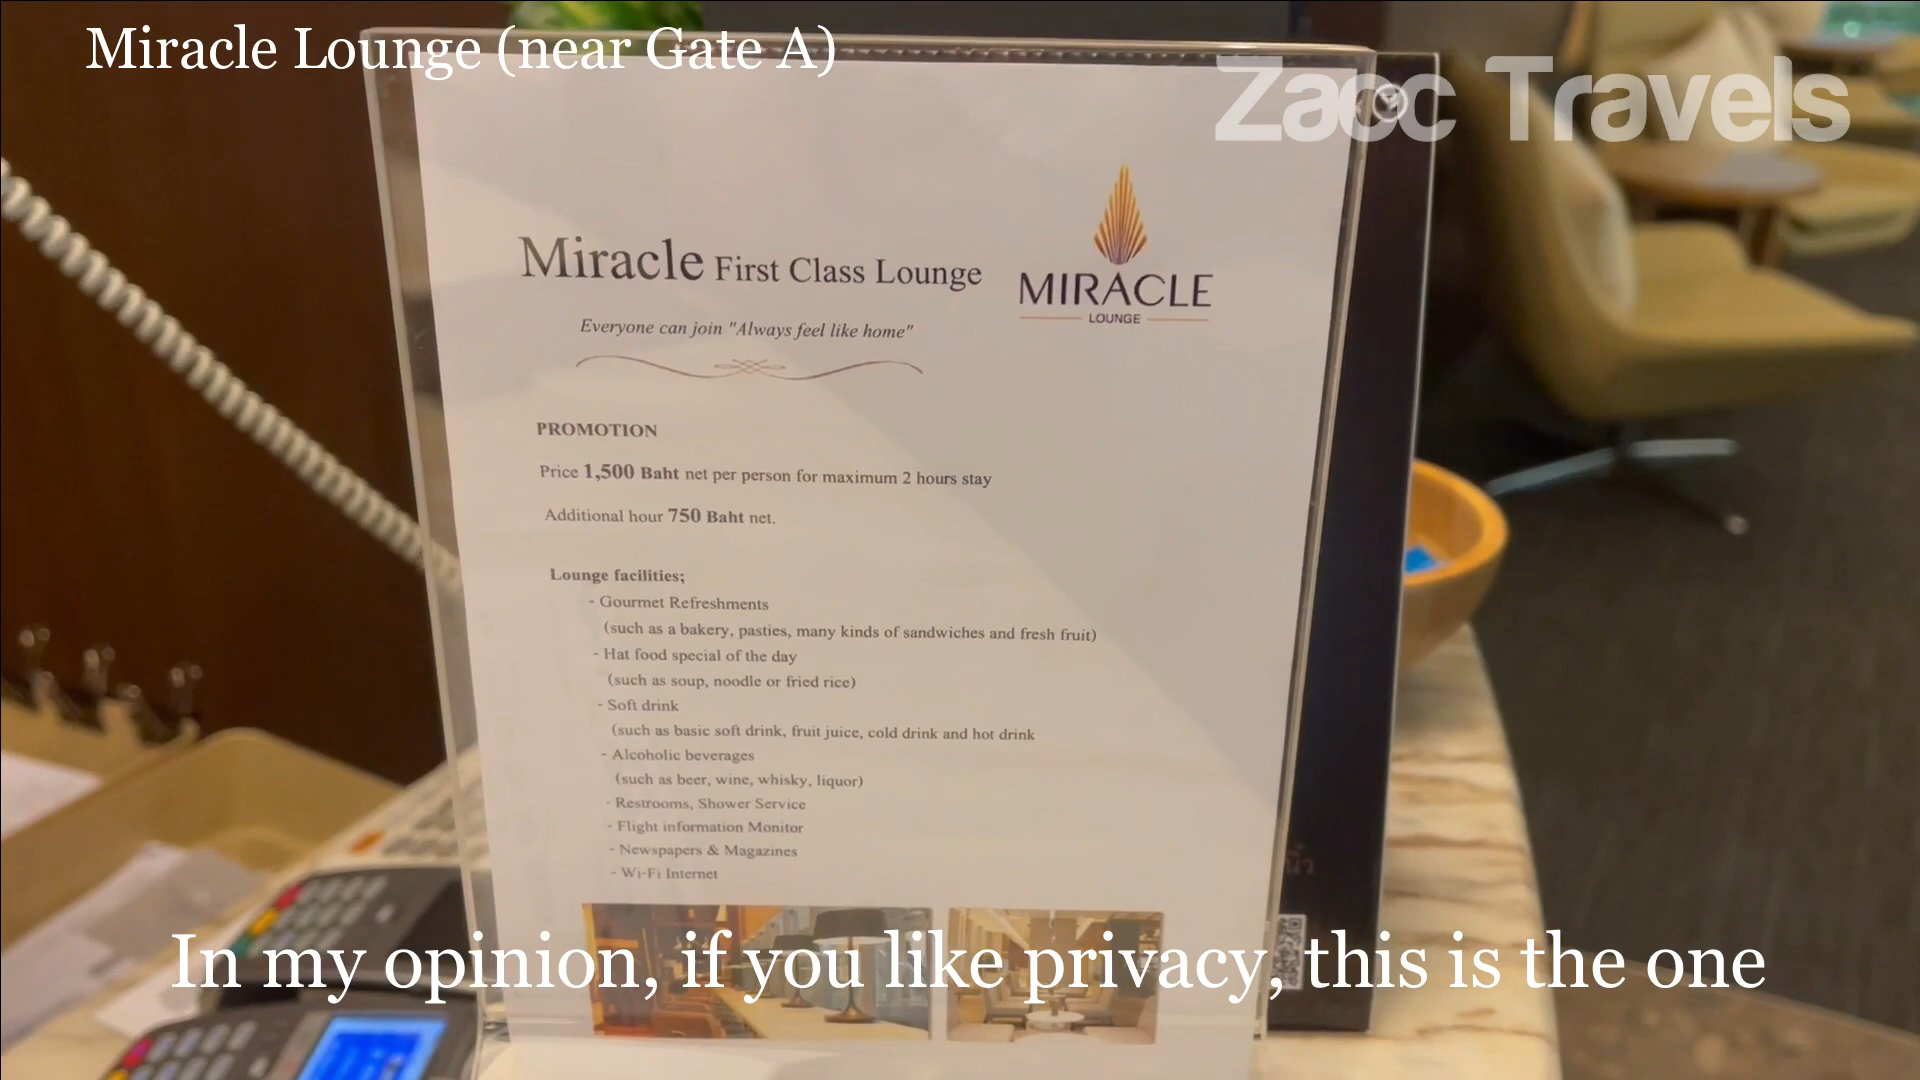 Miracle Lounge (near Gate A)
Zacc Travels
Miracle First Class Lounge
MIRACLE
LOUNGE
Everyone can join "Always feel like home"
PROMOTION
Price 1,500 Baht net per person for maximum 2 hours stay
Additional hour 750 Baht net.
Lounge facilities;
- Gourmet Refreshments
(such as a bakery, pasties, many kinds of sandwiches and fresh fruit)
- Hat food special of the day
(such as soup, noodle or fried rice)
- Soft drink
(such as basic soft drink, fruit juice, cold drink and hot drink
- Alcoholic beverages
(such as beer, wine, whisky, liquor)
- Restrooms, Shower Service
- Flight information Monitor
- Newspapers & Magazines
- Wi-Fi Internet
In my opinion, if you like privacy, this is the one